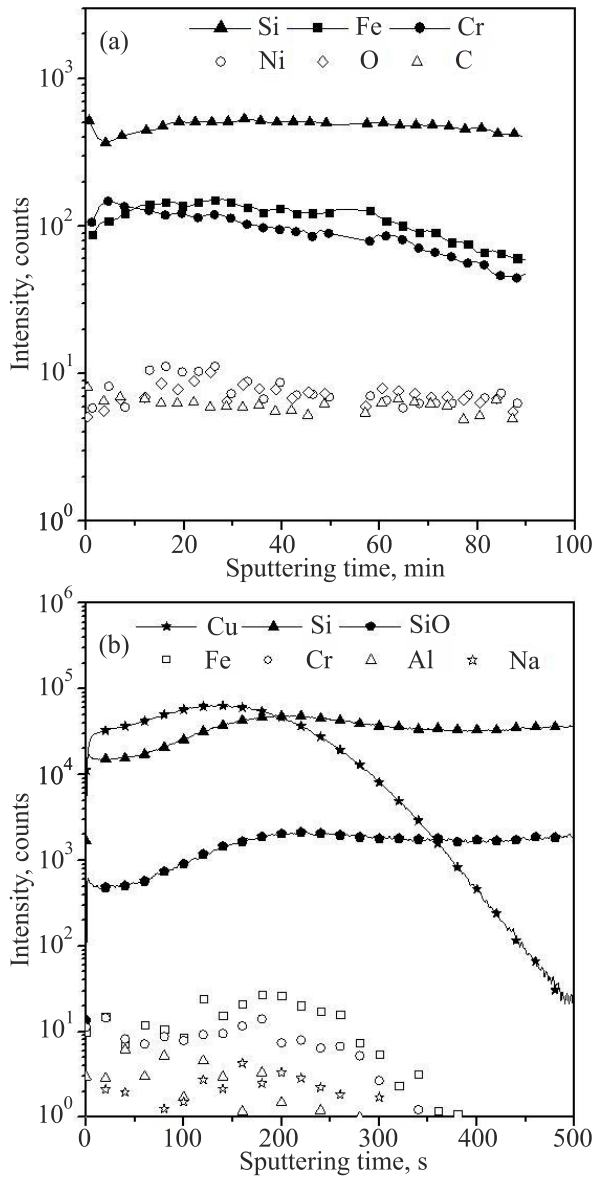 (a)
Si Fe Cr
Ni O C
10³
10²
10¹
10⁰
Intensity, counts
0 20 40 60 80 100
Sputtering time, min
(b)
Cu Si SiO
Fe Cr Al Na
10⁶
10⁵
10⁴
10³
10²
10¹
10⁰
Intensity, counts
0 100 200 300 400 500
Sputtering time, s